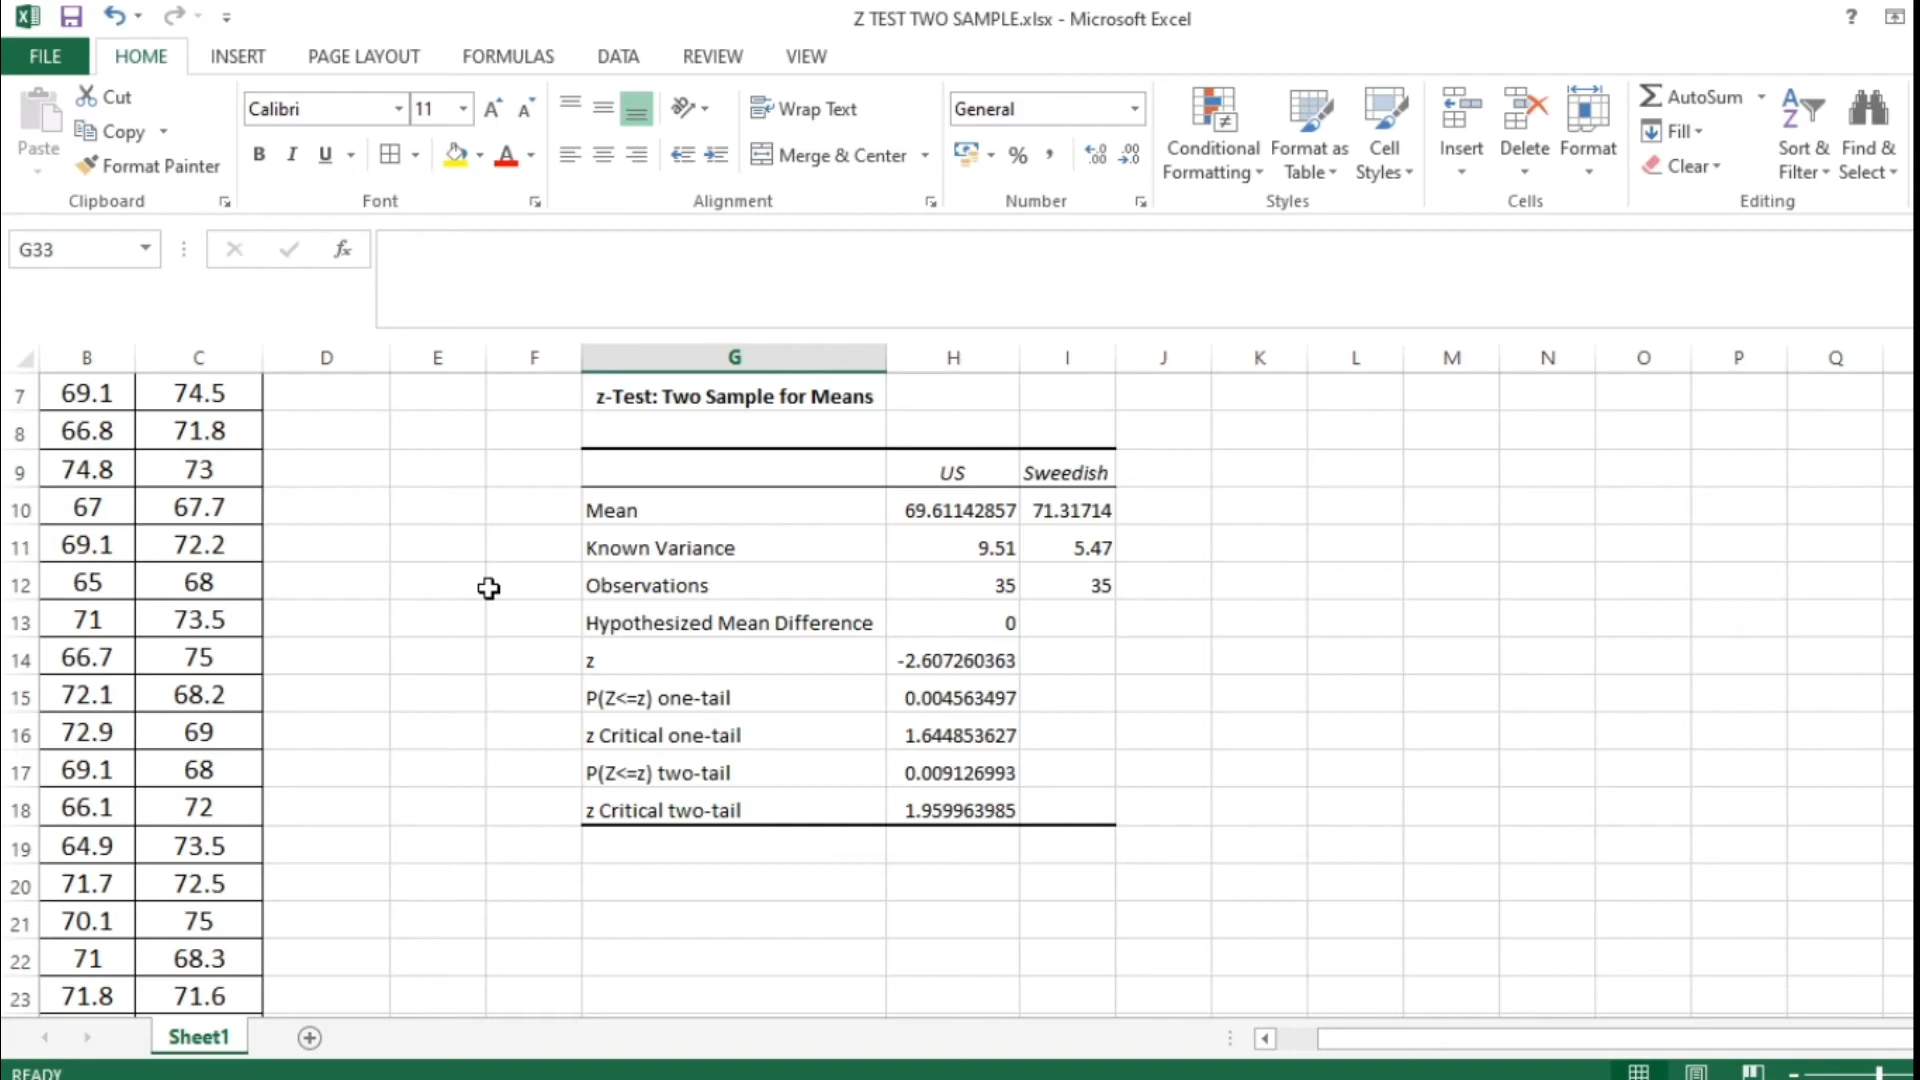 Z TEST TWO SAMPLE.xlsx - Microsoft Excel
?
FILE HOME INSERT PAGE LAYOUT FORMULAS DATA REVIEW VIEW
Paste
Cut
Copy
Format Painter
Clipboard
Calibri 11
B I U
Font
Wrap Text
Merge & Center
Alignment
General
%
Number
Conditional Formatting
Format as Table
Cell Styles
Styles
Insert Delete Format
Cells
AutoSum
Fill
Clear
Sort & Filter
Find & Select
Editing
G33 fx
B C D E F G H I J K L M N O P Q
7 69.1 74.5 z-Test: Two Sample for Means
8 66.8 71.8
9 74.8 73 US Sweedish
10 67 67.7 Mean 69.61142857 71.31714
11 69.1 72.2 Known Variance 9.51 5.47
12 65 68 Observations 35 35
13 71 73.5 Hypothesized Mean Difference 0
14 66.7 75 z -2.607260363
15 72.1 68.2 P(Z<=z) one-tail 0.004563497
16 72.9 69 z Critical one-tail 1.644853627
17 69.1 68 P(Z<=z) two-tail 0.009126993
18 66.1 72 z Critical two-tail 1.959963985
19 64.9 73.5
20 71.7 72.5
21 70.1 75
22 71 68.3
23 71.8 71.6
Sheet1
READY